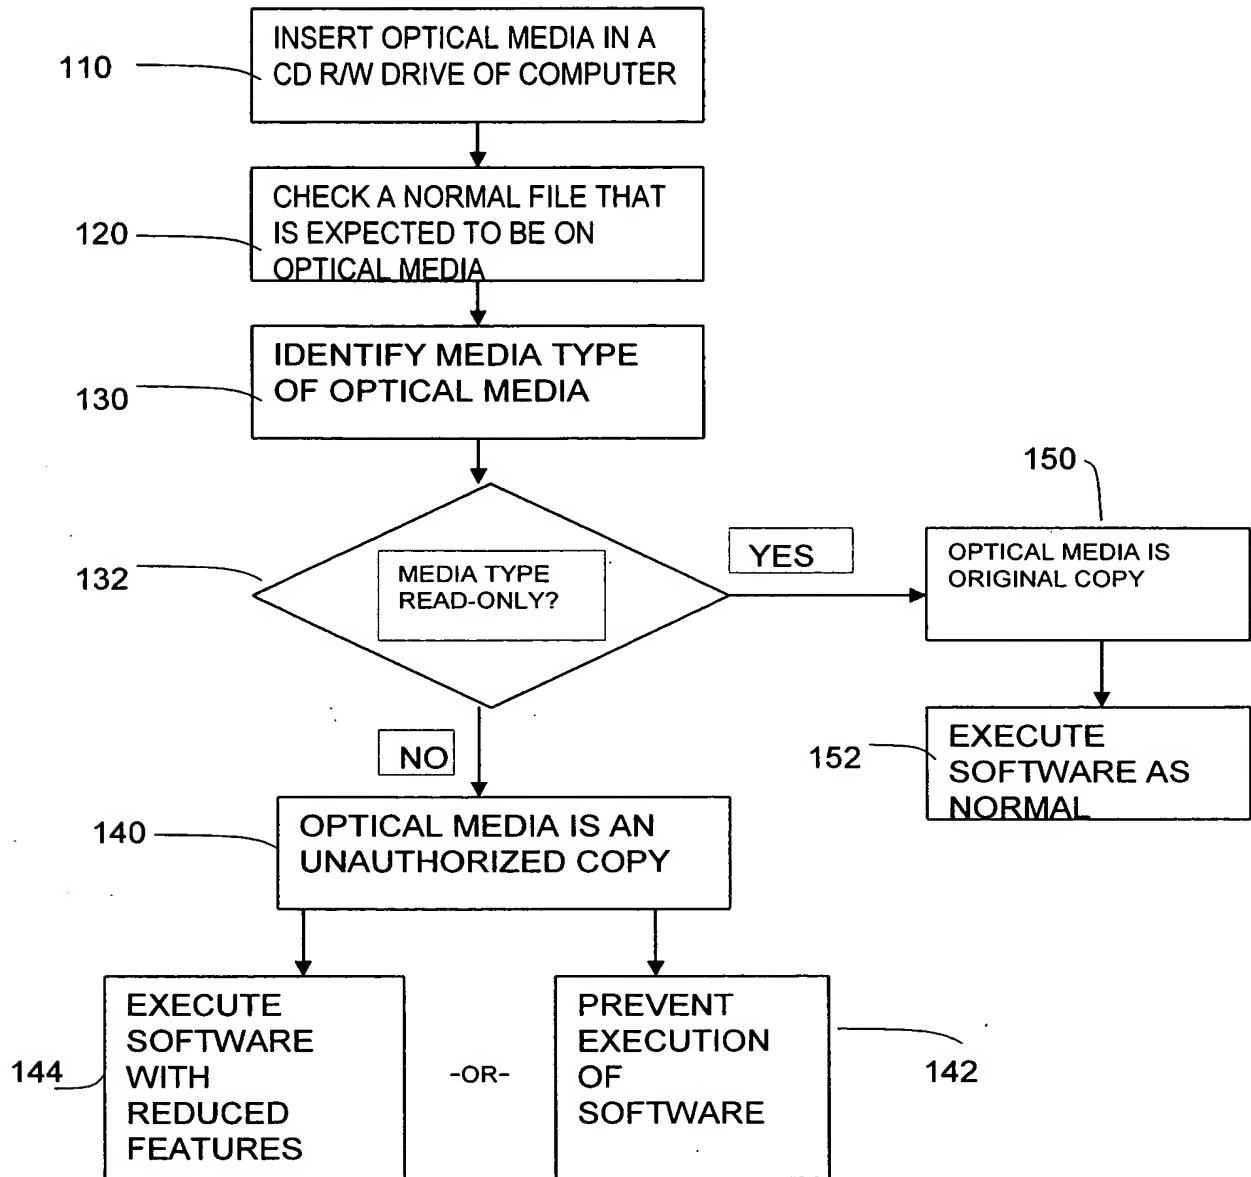 110
INSERT OPTICAL MEDIA IN A
CD R/W DRIVE OF COMPUTER
120
CHECK A NORMAL FILE THAT
IS EXPECTED TO BE ON
OPTICAL MEDIA
130
IDENTIFY MEDIA TYPE
OF OPTICAL MEDIA
132
MEDIA TYPE
READ-ONLY?
YES
150
OPTICAL MEDIA IS
ORIGINAL COPY
152
EXECUTE
SOFTWARE AS
NORMAL
NO
140
OPTICAL MEDIA IS AN
UNAUTHORIZED COPY
144
EXECUTE
SOFTWARE
WITH
REDUCED
FEATURES
-OR-
PREVENT
EXECUTION
OF
SOFTWARE
142